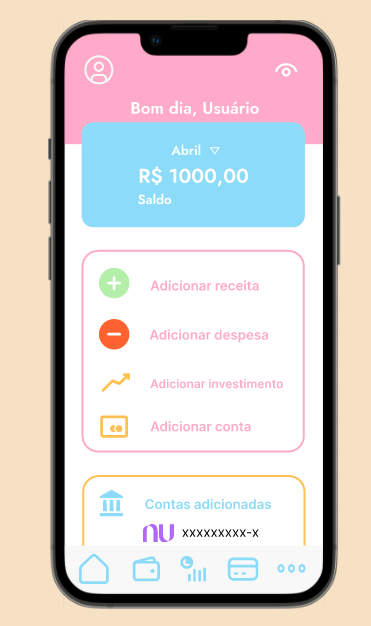 Bom dia, Usuário
Abril
R$ 1000,00
Saldo
Adicionar receita
Adicionar despesa
Adicionar investimento
Adicionar conta
Contas adicionadas
nu xxxxxxxxx-x